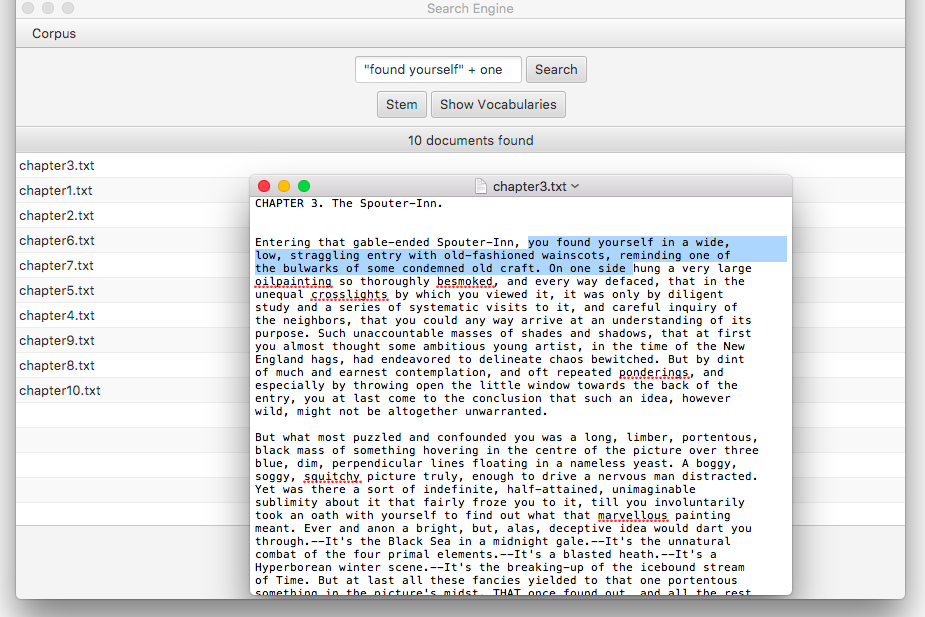 Search Engine
Corpus
"found yourself" + one
Search
Stem
Show Vocabularies
10 documents found
chapter3.txt
chapter1.txt
chapter2.txt
chapter6.txt
chapter7.txt
chapter5.txt
chapter4.txt
chapter9.txt
chapter8.txt
chapter10.txt
chapter3.txt
CHAPTER 3. The Spouter-Inn.
Entering that gable-ended Spouter-Inn, you found yourself in a wide,
low, straggling entry with old-fashioned wainscots, reminding one of
the bulwarks of some condemned old craft. On one side hung a very large
oilpainting so thoroughly besmoked, and every way defaced, that in the
unequal crosslights by which you viewed it, it was only by diligent
study and a series of systematic visits to it, and careful inquiry of
the neighbors, that you could any way arrive at an understanding of its
purpose. Such unaccountable masses of shades and shadows, that at first
you almost thought some ambitious young artist, in the time of the New
England hags, had endeavored to delineate chaos bewitched. But by dint
of much and earnest contemplation, and oft repeated ponderings, and
especially by throwing open the little window towards the back of the
entry, you at last come to the conclusion that such an idea, however
wild, might not be altogether unwarranted.
But what most puzzled and confounded you was a long, limber, portentous,
black mass of something hovering in the centre of the picture over three
blue, dim, perpendicular lines floating in a nameless yeast. A boggy,
soggy, squitchy picture truly, enough to drive a nervous man distracted.
Yet was there a sort of indefinite, half-attained, unimaginable
sublimity about it that fairly froze you to it, till you involuntarily
took an oath with yourself to find out what that marvellous painting
meant. Ever and anon a bright, but, alas, deceptive idea would dart you
through.--It's the Black Sea in a midnight gale.--It's the unnatural
combat of the four primal elements.--It's a blasted heath.--It's a
Hyperborean winter scene.--It's the breaking-up of the icebound stream
of Time. But at last all these fancies yielded to that one portentous
something in the picture's midst. THAT once found out, and all the rest